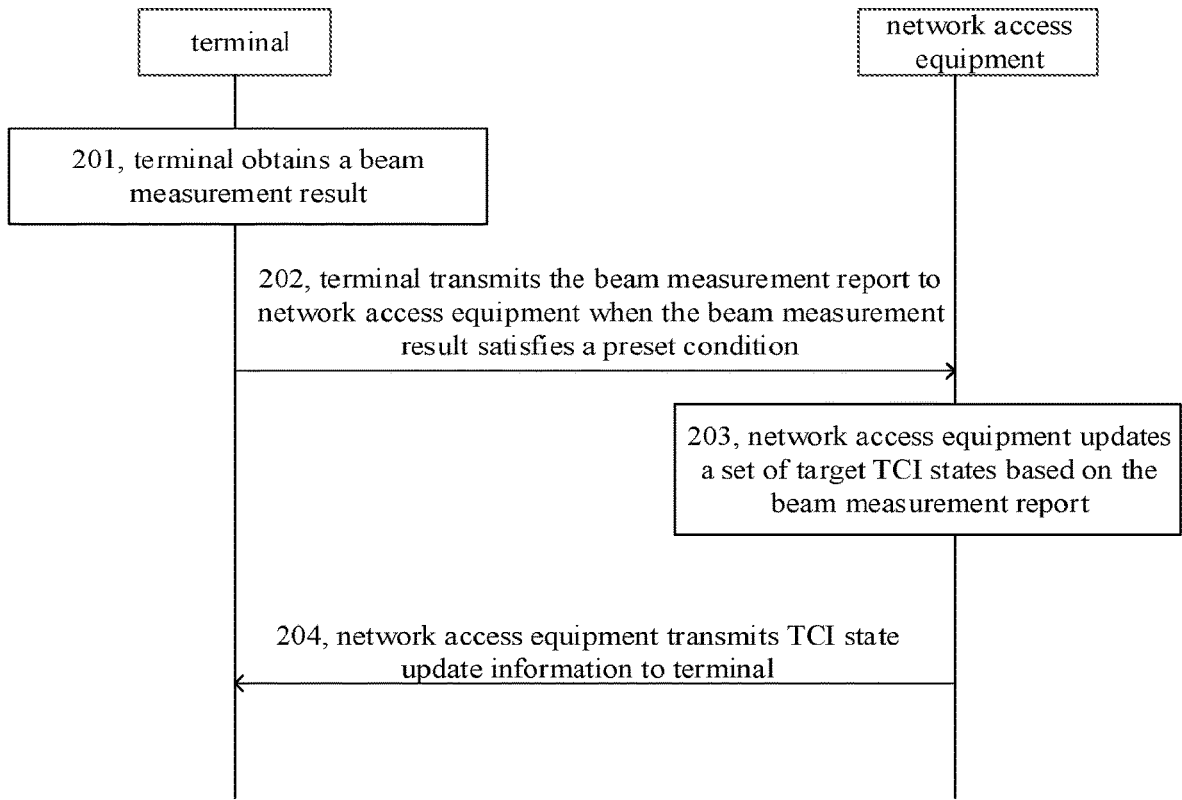 terminal
network access
equipment
201, terminal obtains a beam
measurement result
202, terminal transmits the beam measurement report to
network access equipment when the beam measurement
result satisfies a preset condition
203, network access equipment updates
a set of target TCI states based on the
beam measurement report
204, network access equipment transmits TCI state
update information to terminal